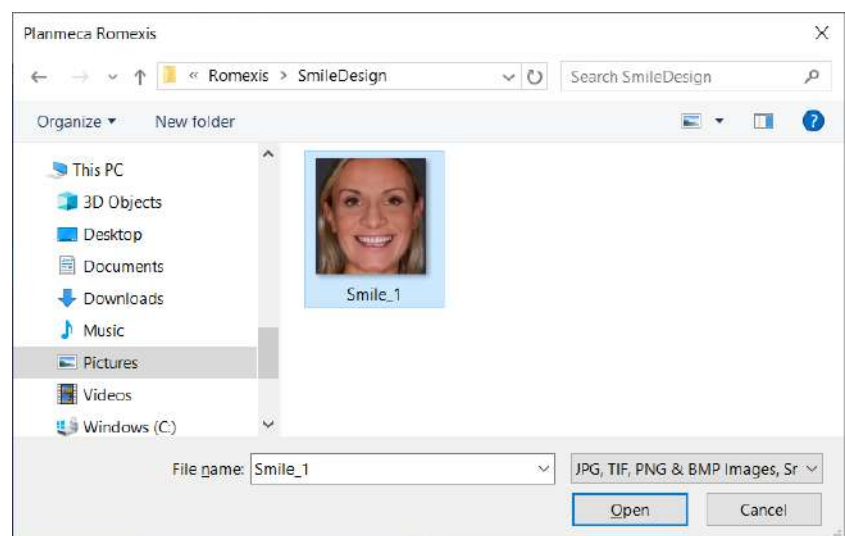 Planmeca Romexis
« Romexis > SmileDesign
Search SmileDesign
Organize
New folder
?
This PC
3D Objects
Desktop
Documents
Downloads
Music
Pictures
Videos
Windows (C:)
Smile_1
File name: Smile_1
JPG, TIF, PNG & BMP Images, Sr
Open
Cancel